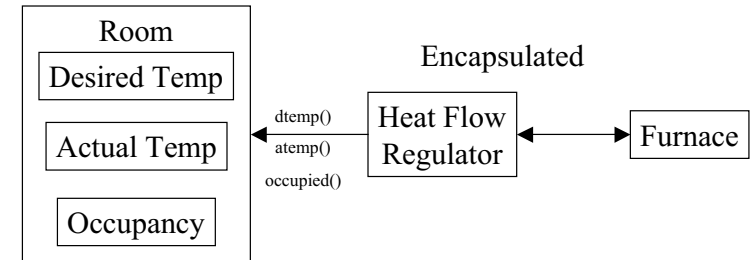 Room
Desired Temp
Actual Temp
Occupancy
dtemp()
atemp()
occupied()
Encapsulated
Heat Flow
Regulator
Furnace